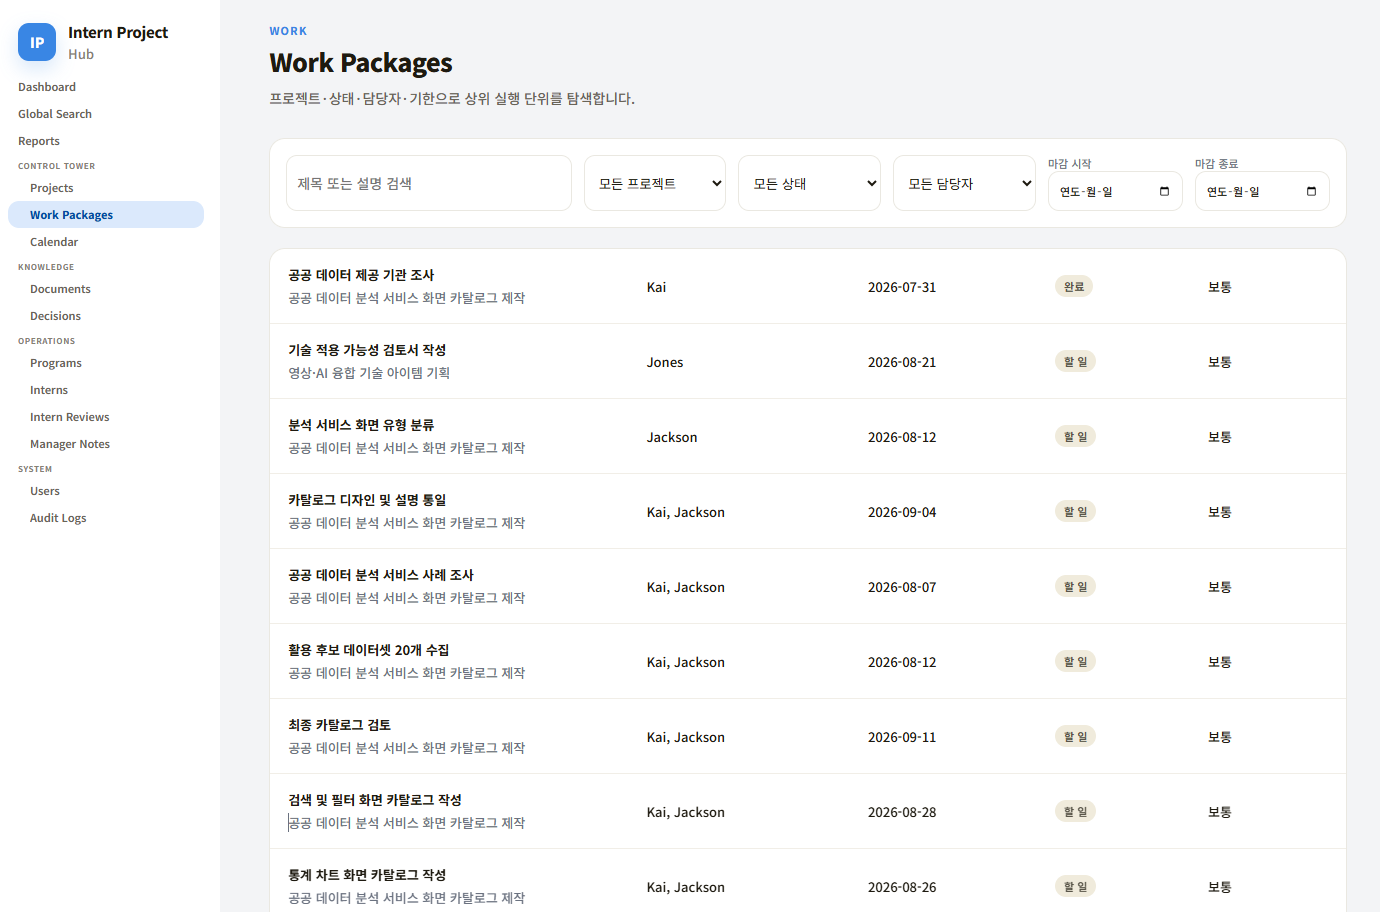 IP
Intern Project
Hub
Dashboard
Global Search
Reports
CONTROL TOWER
Projects
Work Packages
Calendar
KNOWLEDGE
Documents
Decisions
OPERATIONS
Programs
Interns
Intern Reviews
Manager Notes
SYSTEM
Users
Audit Logs
WORK
Work Packages
프로젝트·상태·담당자·기한으로 상위 실행 단위를 탐색합니다.
제목 또는 설명 검색
모든 프로젝트
모든 상태
모든 담당자
마감 시작
연도-월-일
마감 종료
연도-월-일
공공 데이터 제공 기관 조사
공공 데이터 분석 서비스 화면 카탈로그 제작
Kai
2026-07-31
완료
보통
기술 적용 가능성 검토서 작성
영상·AI 융합 기술 아이템 기획
Jones
2026-08-21
할 일
보통
분석 서비스 화면 유형 분류
공공 데이터 분석 서비스 화면 카탈로그 제작
Jackson
2026-08-12
할 일
보통
카탈로그 디자인 및 설명 통일
공공 데이터 분석 서비스 화면 카탈로그 제작
Kai, Jackson
2026-09-04
할 일
보통
공공 데이터 분석 서비스 사례 조사
공공 데이터 분석 서비스 화면 카탈로그 제작
Kai, Jackson
2026-08-07
할 일
보통
활용 후보 데이터셋 20개 수집
공공 데이터 분석 서비스 화면 카탈로그 제작
Kai, Jackson
2026-08-12
할 일
보통
최종 카탈로그 검토
공공 데이터 분석 서비스 화면 카탈로그 제작
Kai, Jackson
2026-09-11
할 일
보통
검색 및 필터 화면 카탈로그 작성
공공 데이터 분석 서비스 화면 카탈로그 제작
Kai, Jackson
2026-08-28
할 일
보통
통계 차트 화면 카탈로그 작성
공공 데이터 분석 서비스 화면 카탈로그 제작
Kai, Jackson
2026-08-26
할 일
보통